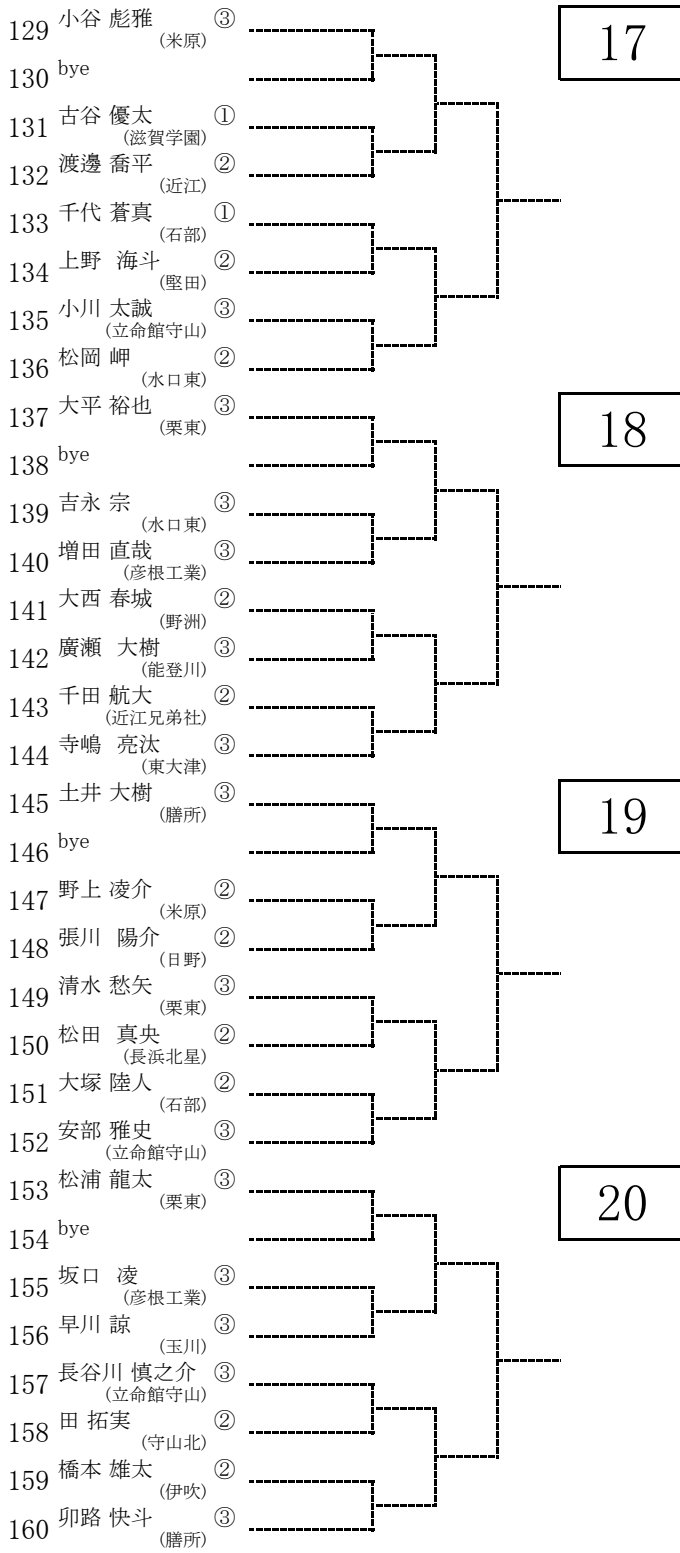 129 小谷 彪雅 ③
(米原)
17
130 bye
131 古谷 優太 ①
(滋賀学園)
132 渡邊 喬平 ②
(近江)
133 千代 蒼真 ①
(石部)
134 上野 海斗 ②
(堅田)
135 小川 太誠 ③
(立命館守山)
136 松岡 岬 ②
(水口東)
137 大平 裕也 ③
(栗東)
18
138 bye
139 吉永 宗 ③
(水口東)
140 増田 直哉 ③
(彦根工業)
141 大西 春城 ②
(野洲)
142 廣瀬 大樹 ③
(能登川)
143 千田 航大 ②
(近江兄弟社)
144 寺嶋 亮汰 ③
(東大津)
145 土井 大樹 ③
(膳所)
19
146 bye
147 野上 凌介 ②
(米原)
148 張川 陽介 ②
(日野)
149 清水 愁矢 ③
(栗東)
150 松田 真央 ②
(長浜北星)
151 大塚 陸人 ②
(石部)
152 安部 雅史 ③
(立命館守山)
153 松浦 龍太 ③
(栗東)
20
154 bye
155 坂口 凌 ③
(彦根工業)
156 早川 諒 ③
(玉川)
157 長谷川 慎之介 ③
(立命館守山)
158 田 拓実 ②
(守山北)
159 橋本 雄太 ②
(伊吹)
160 卯路 快斗 ③
(膳所)